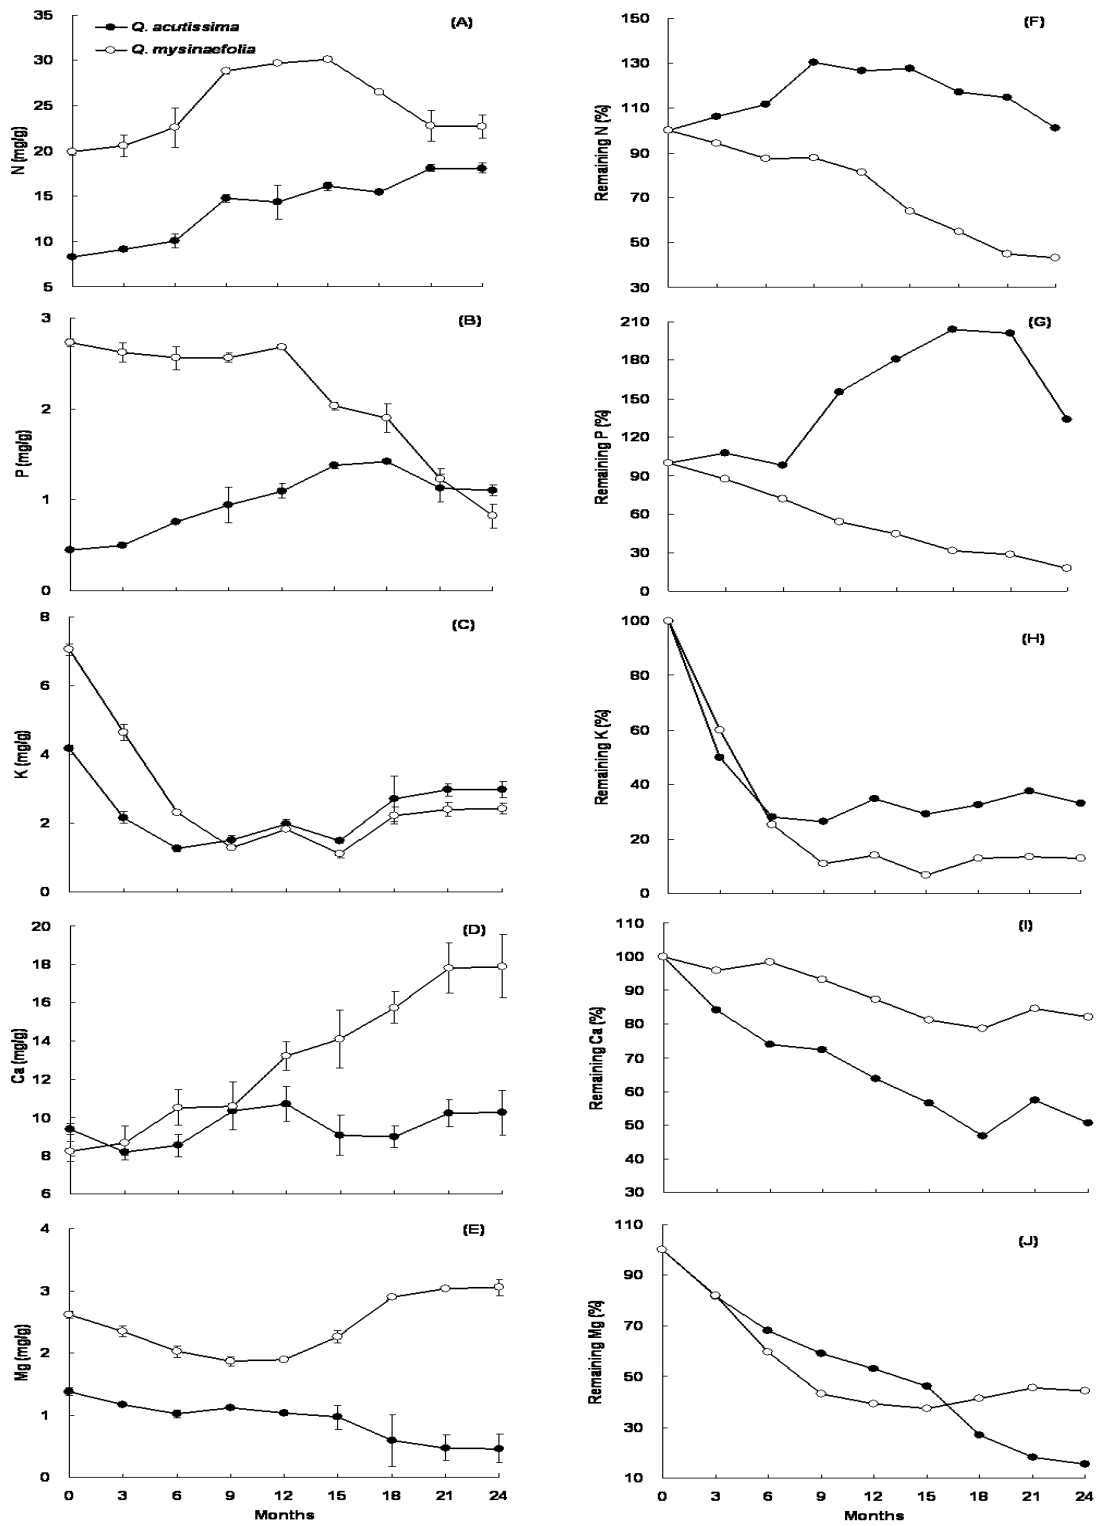 (A)
Q. acutissima
Q. mysinaefolia
35
30
25
20
15
10
5
N (mg/g)
(F)
150
130
110
90
70
50
30
Remaining N (%)
(B)
3
2
1
0
P (mg/g)
(G)
210
180
150
120
90
60
30
0
Remaining P (%)
(C)
8
6
4
2
0
K (mg/g)
(H)
100
80
60
40
20
0
Remaining K (%)
(D)
20
18
16
14
12
10
8
6
Ca (mg/g)
(I)
110
100
90
80
70
60
50
40
30
Remaining Ca (%)
(E)
4
3
2
1
0
Mg (mg/g)
0 3 6 9 12 15 18 21 24
Months
(J)
110
90
70
50
30
10
Remaining Mg (%)
0 3 6 9 12 15 18 21 24
Months